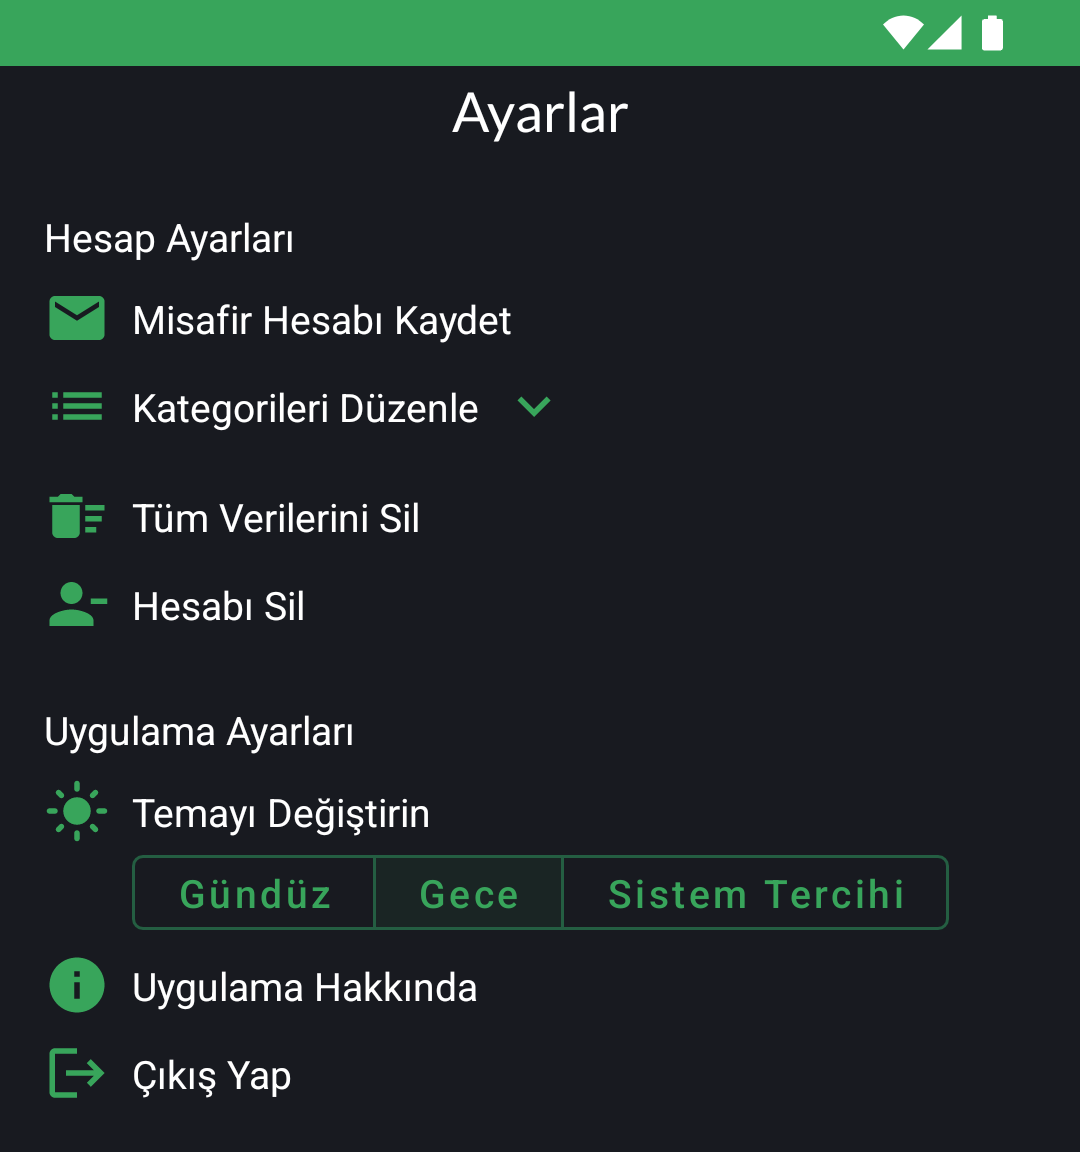 Ayarlar
Hesap Ayarları
Misafir Hesabı Kaydet
Kategorileri Düzenle
Tüm Verilerini Sil
Hesabı Sil
Uygulama Ayarları
Temayı Değiştirin
Gündüz Gece Sistem Tercihi
Uygulama Hakkında
Çıkış Yap